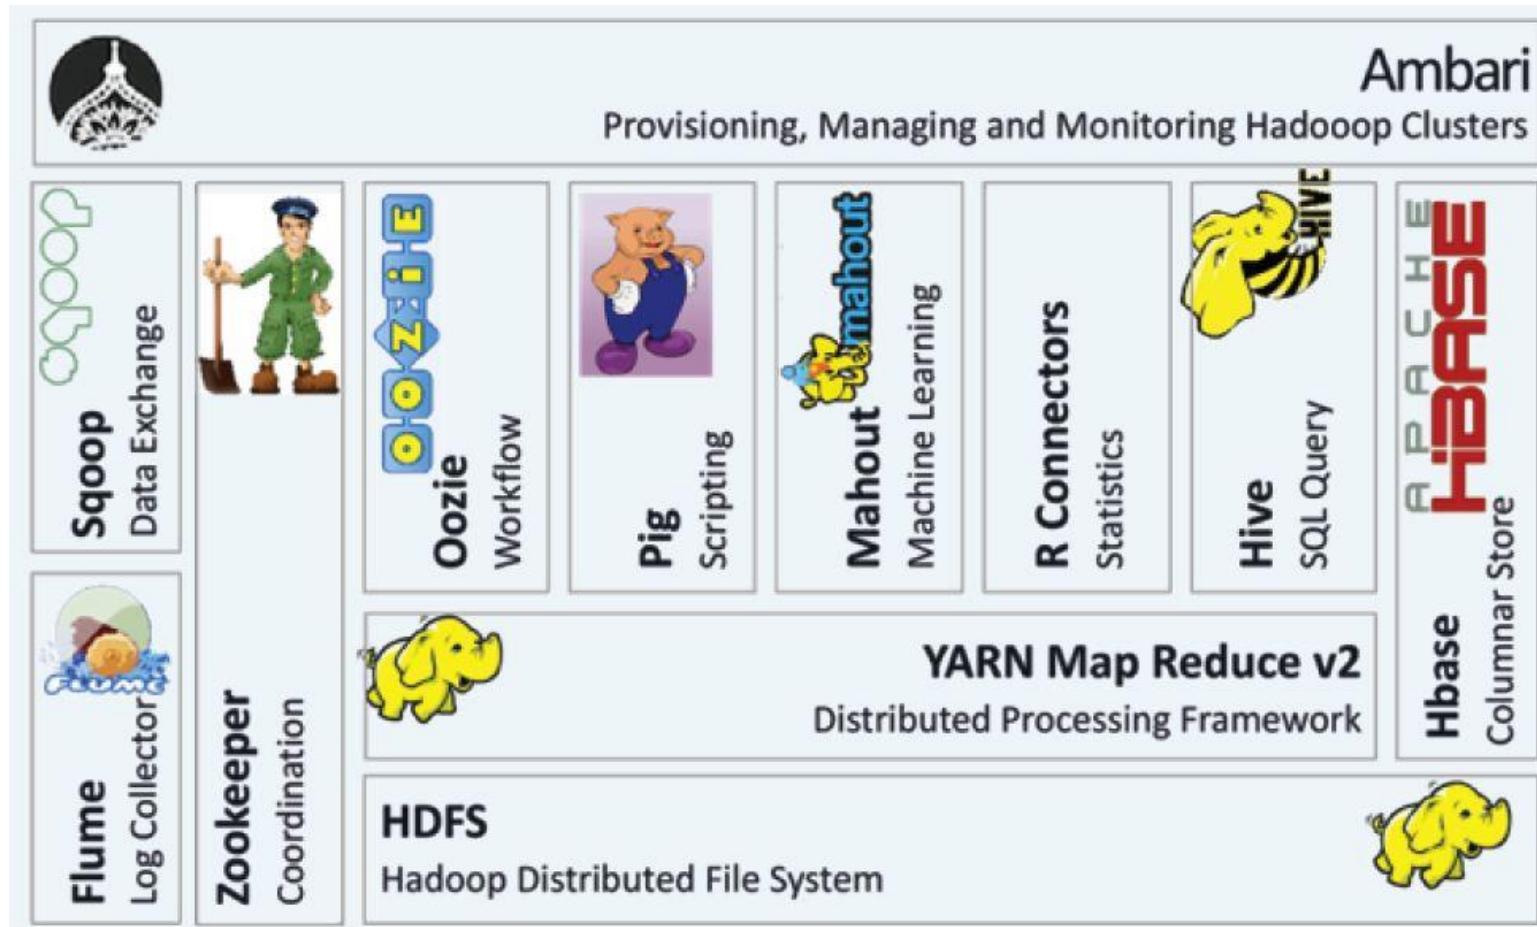 Ambari
Provisioning, Managing and Monitoring Hadooop Clusters
sqoop
Sqoop
Data Exchange
FLUME
Flume
Log Collector
Zookeeper
Coordination
OOZIE
Oozie
Workflow
Pig
Scripting
mahout
Mahout
Machine Learning
R Connectors
Statistics
HIVE
Hive
SQL Query
APACHE
HBASE
Hbase
Columnar Store
YARN Map Reduce v2
Distributed Processing Framework
HDFS
Hadoop Distributed File System